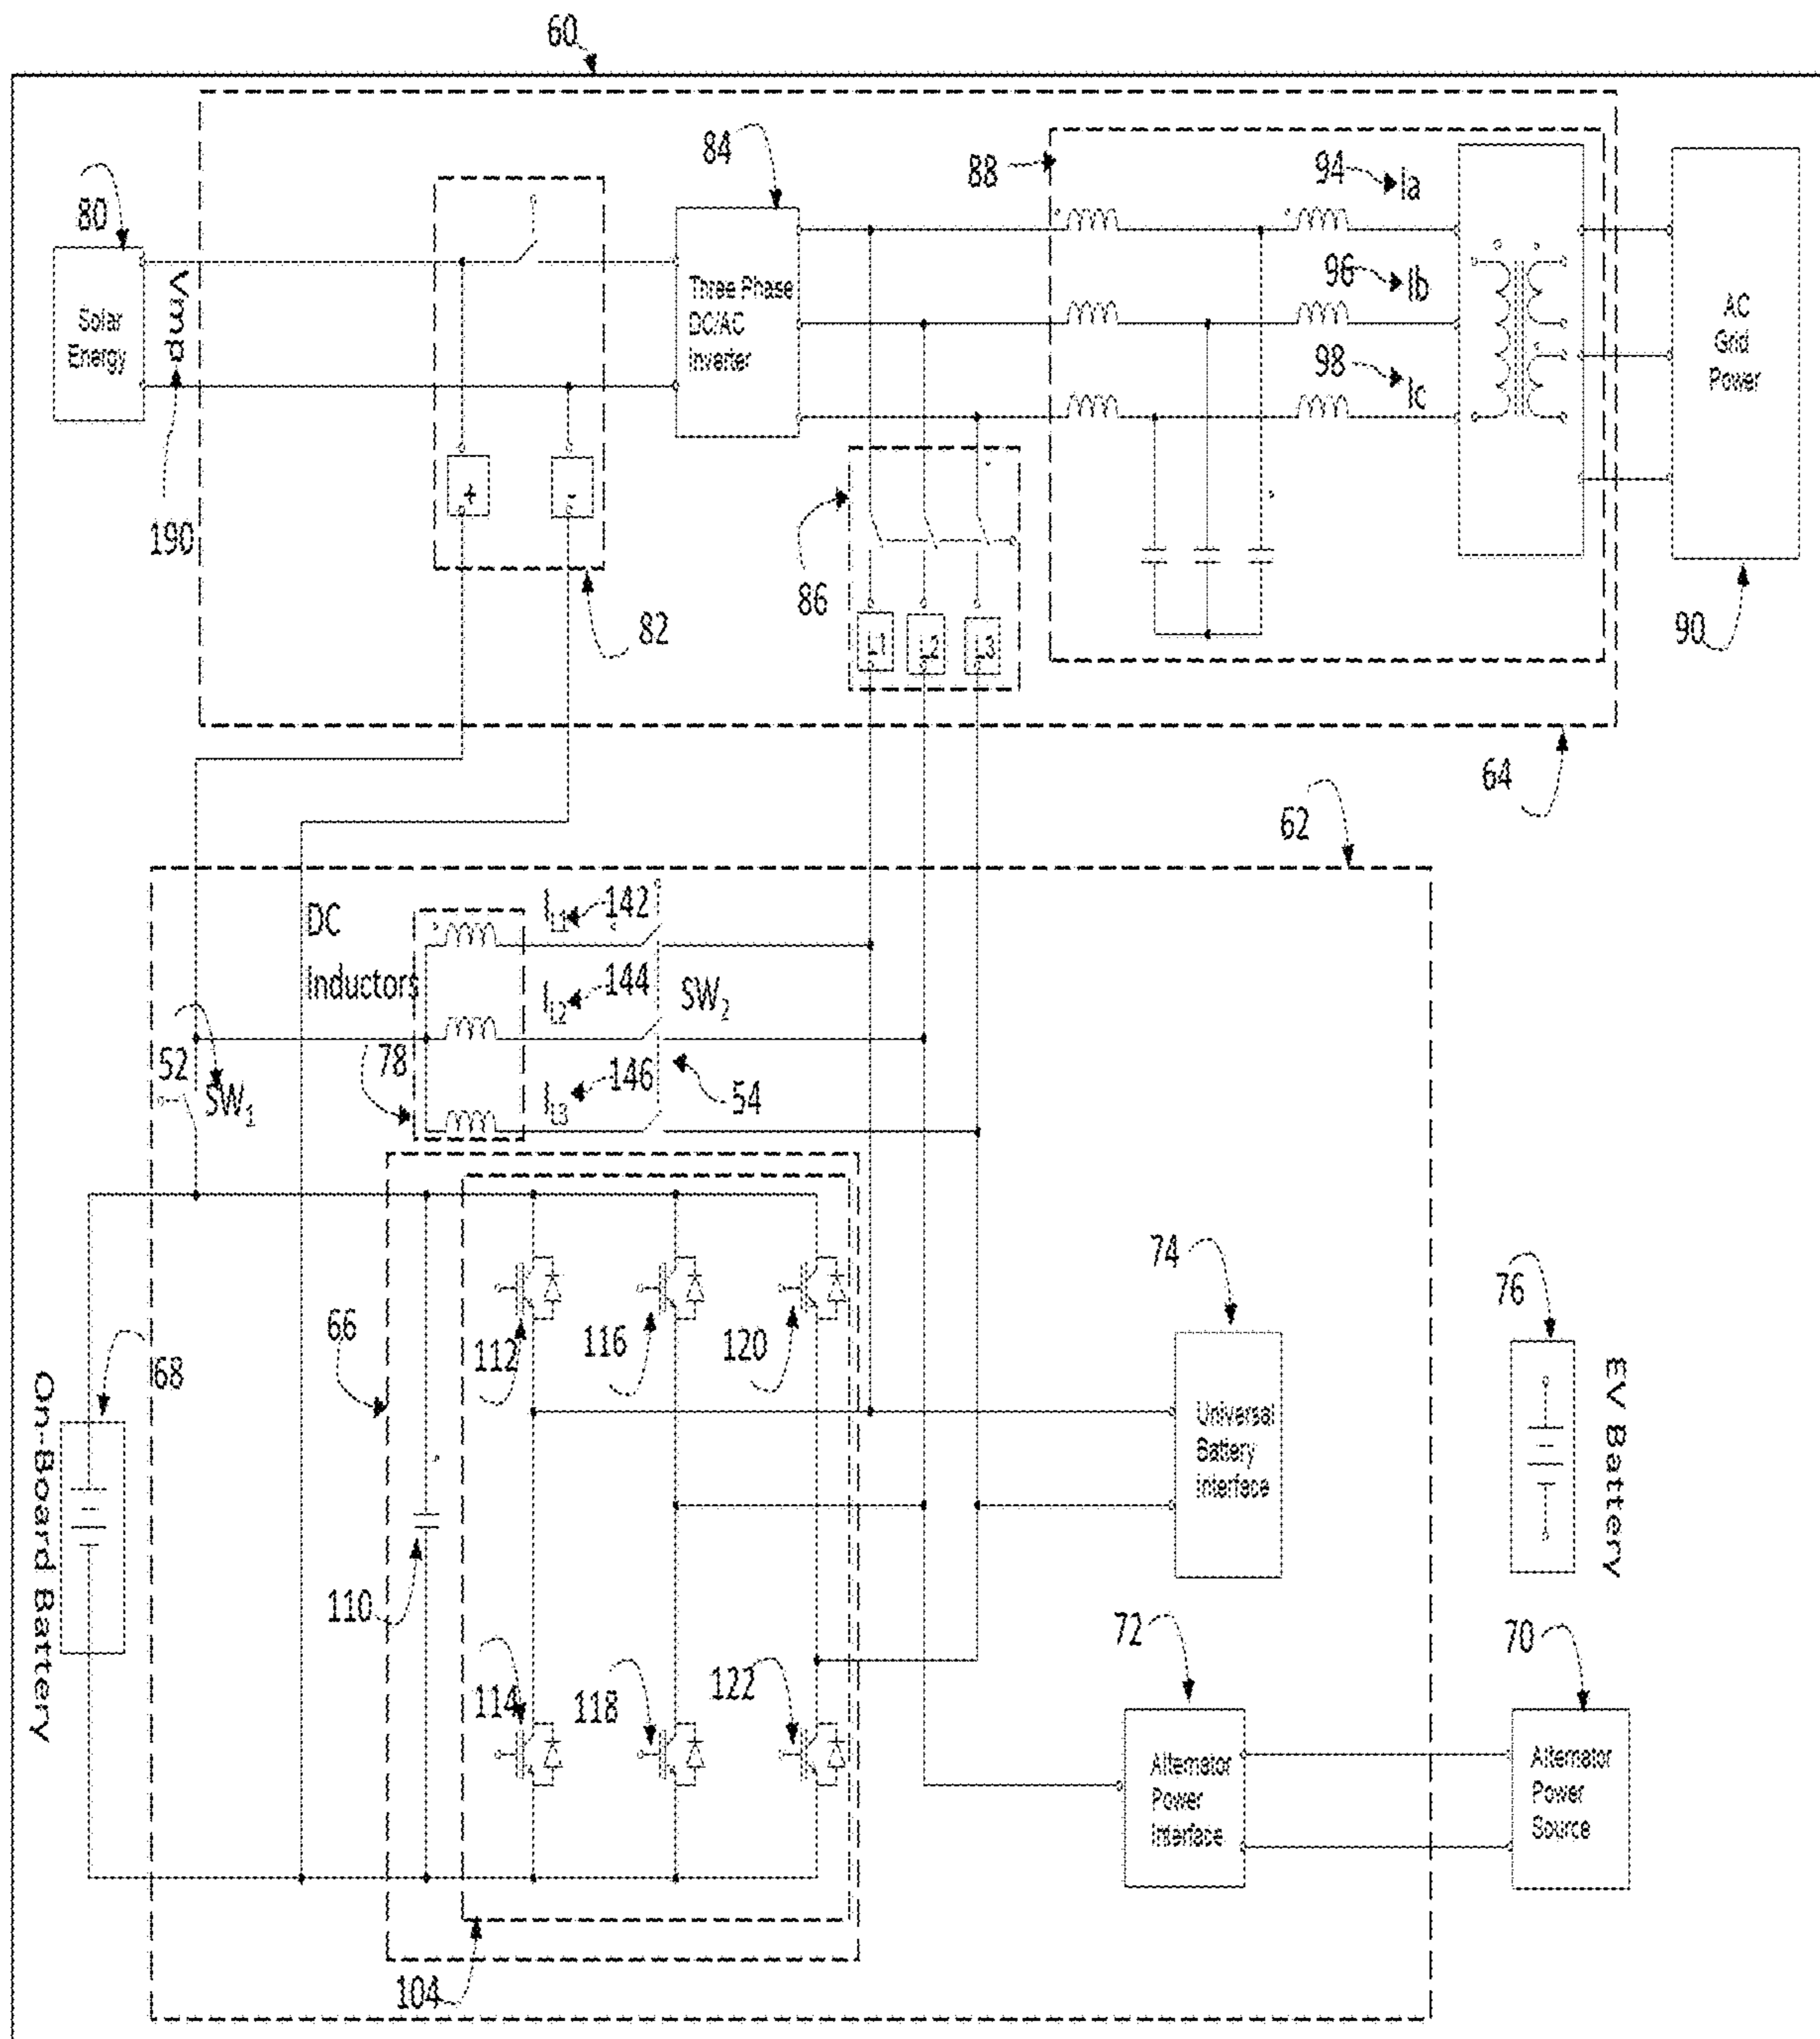 60
84
88
94
Ia
80
Vmp
Solar
Energy
Three Phase
DC/AC
Inverter
96
Ib
AC
Grid
Power
98
Ic
+
-
190
86
82
L1
L2
L3
90
64
62
DC
Inductors
IL1
142
IL2
144
SW2
52
SW1
78
IL3
146
54
66
112
116
120
74
76
68
On-Board Battery
Universal
Battery
Interface
EV Battery
110
72
70
114
118
122
Alternator
Power
Interface
Alternator
Power
Source
104